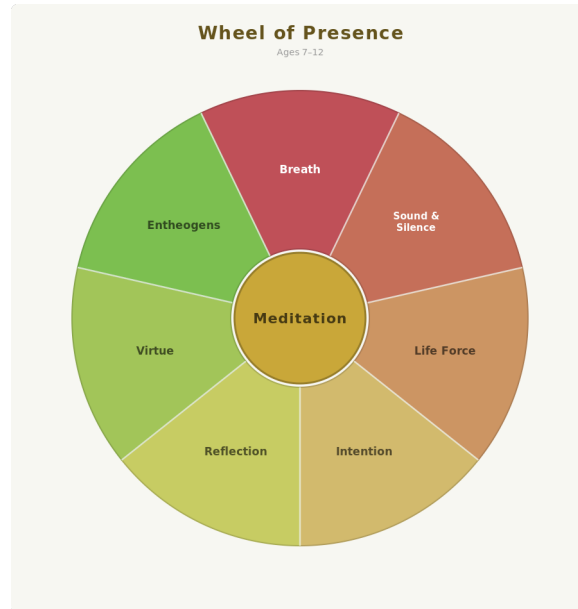 Wheel of Presence
Ages 7–12
Breath
Sound &
Silence
Life Force
Intention
Reflection
Virtue
Entheogens
Meditation